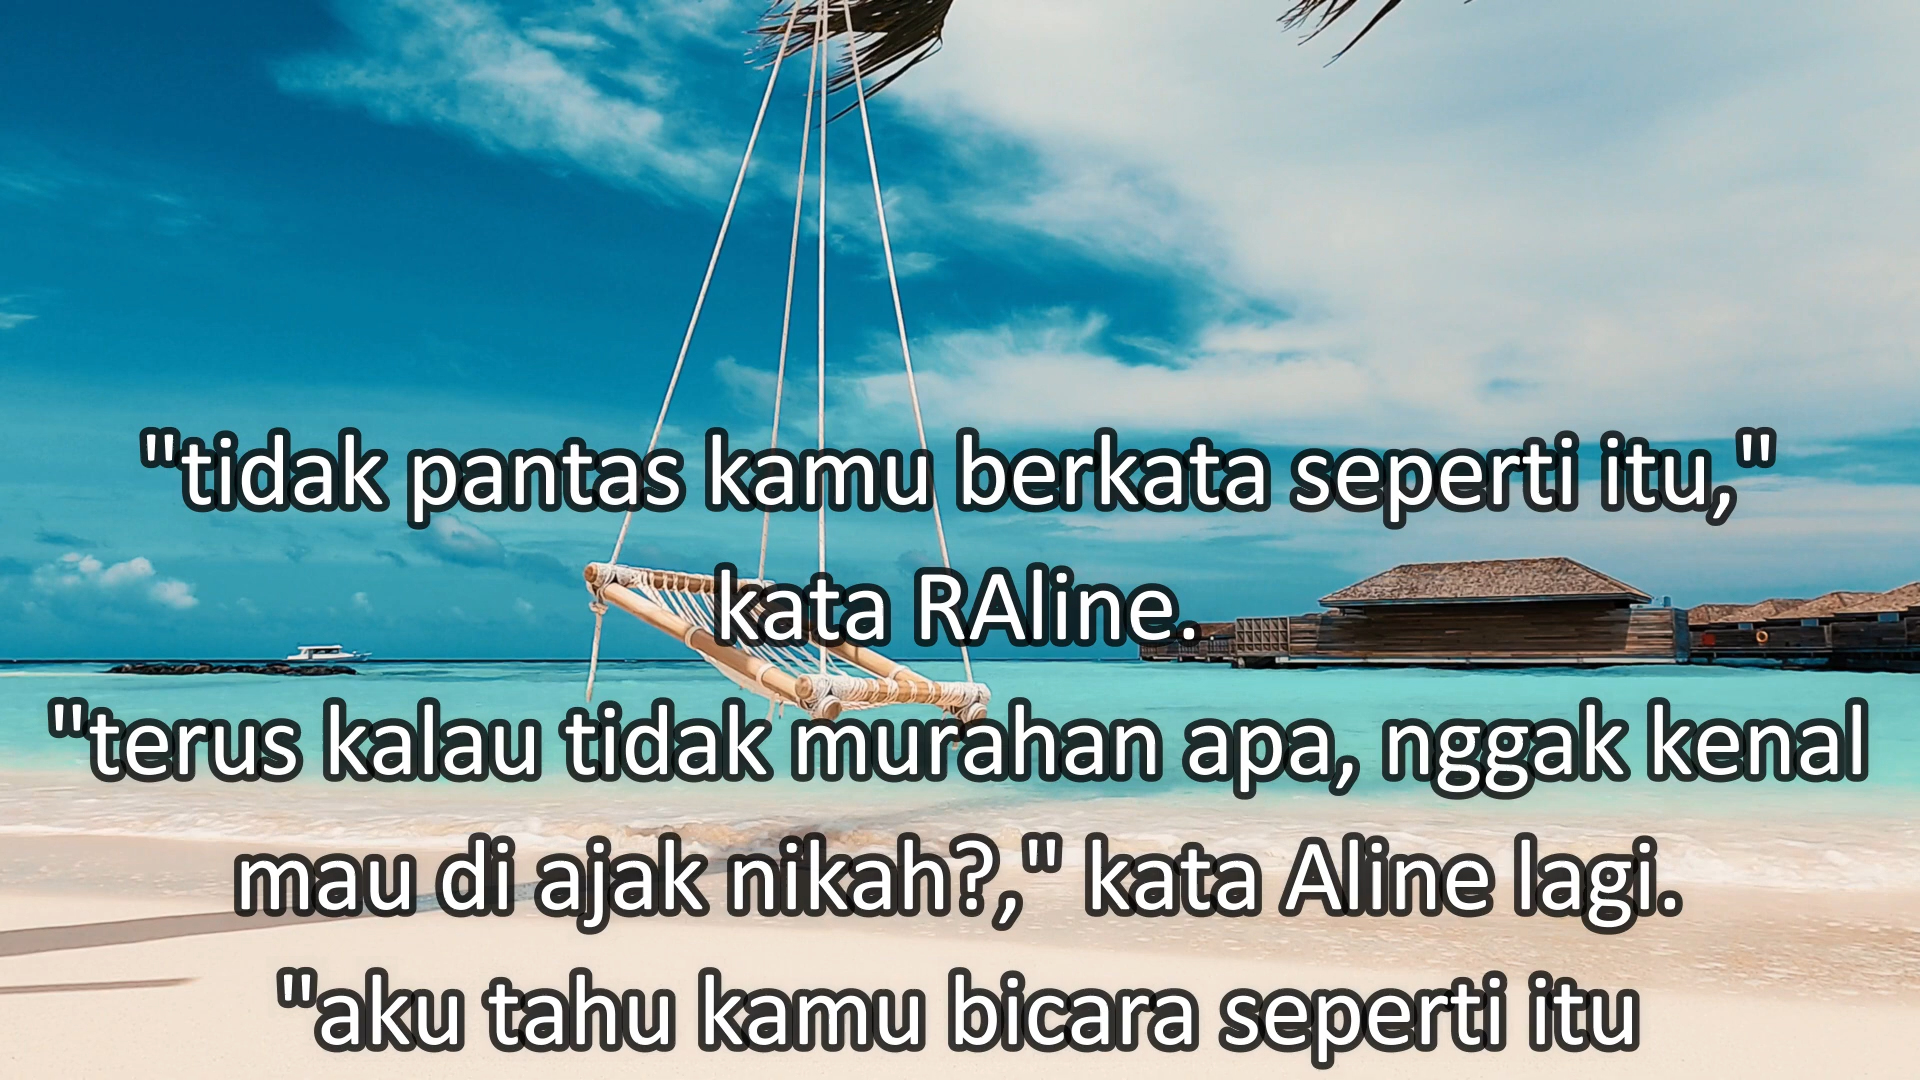 "tidak pantas kamu berkata seperti itu,"
kata RAline.
"terus kalau tidak murahan apa, nggak kenal
mau di ajak nikah?," kata Aline lagi.
"aku tahu kamu bicara seperti itu